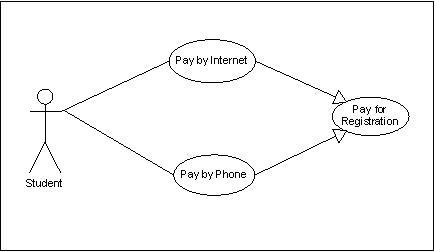 Pay by Internet
Pay for
Registration
Pay by Phone
Student